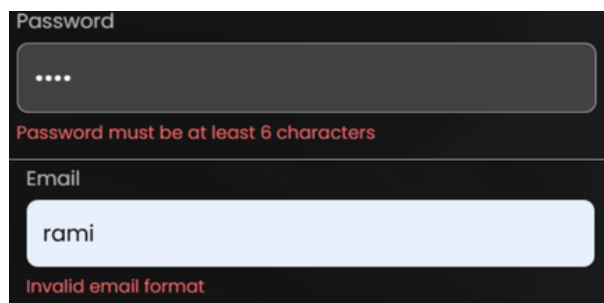 Password
••••
Password must be at least 6 characters
Email
rami
Invalid email format